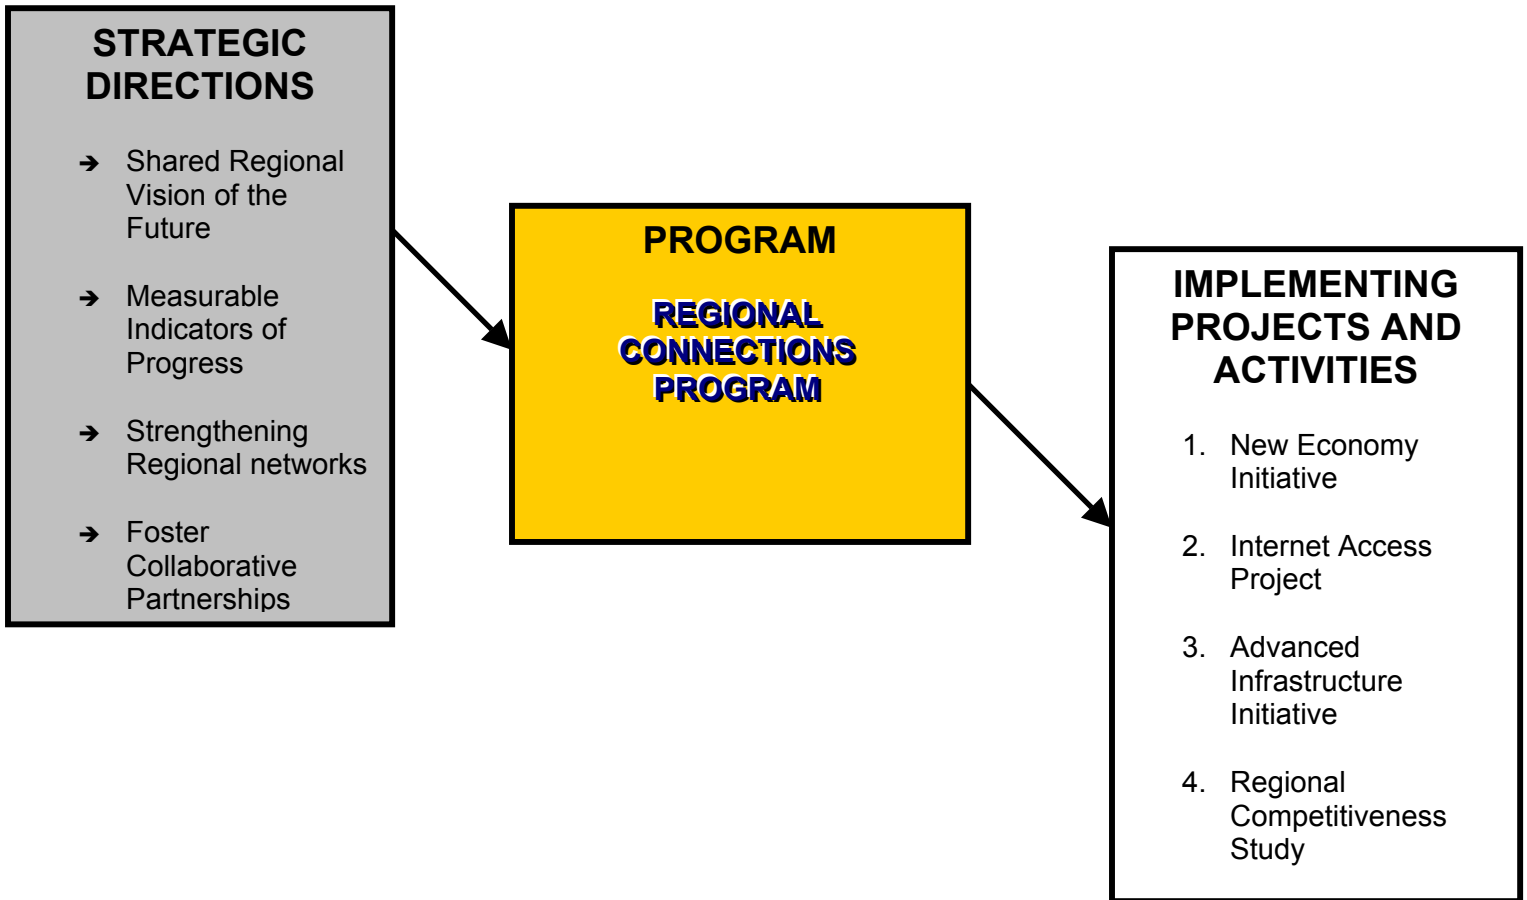 STRATEGIC
DIRECTIONS
➔ Shared Regional
Vision of the
Future
➔ Measurable
Indicators of
Progress
➔ Strengthening
Regional networks
➔ Foster
Collaborative
Partnerships
PROGRAM
REGIONAL
CONNECTIONS
PROGRAM
IMPLEMENTING
PROJECTS AND
ACTIVITIES
1. New Economy
Initiative
2. Internet Access
Project
3. Advanced
Infrastructure
Initiative
4. Regional
Competitiveness
Study